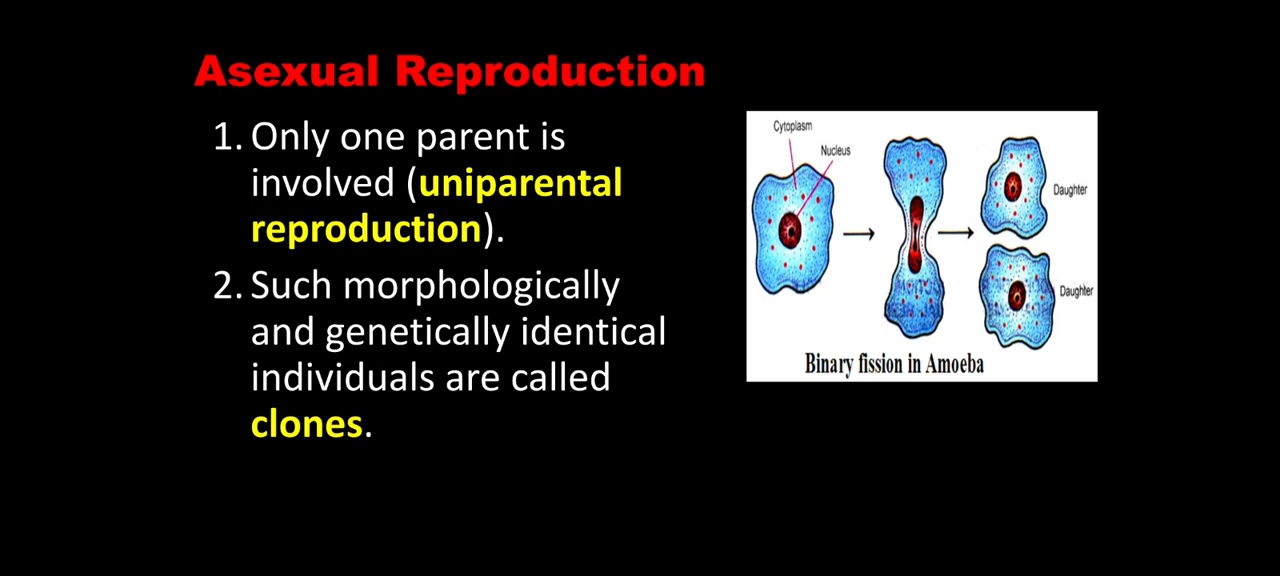 Asexual Reproduction
1. Only one parent is
involved (uniparental
reproduction).
2. Such morphologically
and genetically identical
individuals are called
clones.
Cytoplasm
Nucleus
Daughter
Daughter
Binary fission in Amoeba